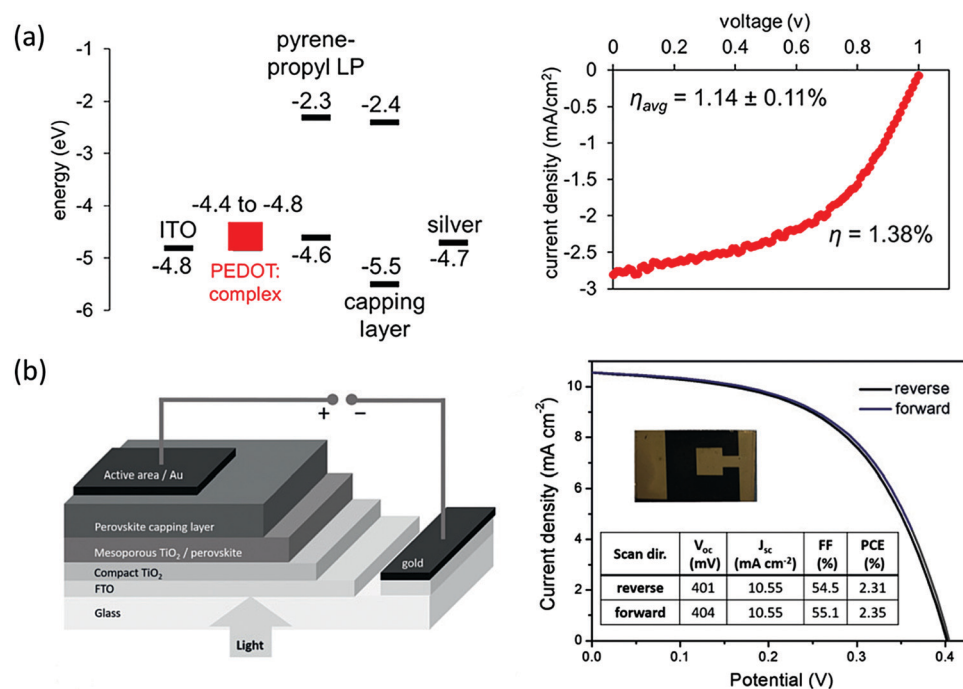 (a)
energy (eV)
-1
-2
-3
-4
-5
-6
pyrene-
propyl LP
-2.3
-2.4
-4.4 to -4.8
ITO
-4.8
PEDOT:
complex
-4.6
-5.5
capping
layer
silver
-4.7
voltage (v)
0 0.2 0.4 0.6 0.8 1
current density (mA/cm²)
0
-0.5
-1
-1.5
-2
-2.5
-3
ηavg = 1.14 ± 0.11%
η = 1.38%
(b)
+ −
Active area / Au
Perovskite capping layer
Mesoporous TiO₂ / perovskite
Compact TiO₂
FTO
Glass
gold
Light
Current density (mA cm⁻²)
10
8
6
4
2
0
reverse
forward
Scan dir. Voc (mV) Jsc (mA cm⁻²) FF (%) PCE (%)
reverse 401 10.55 54.5 2.31
forward 404 10.55 55.1 2.35
0.0 0.1 0.2 0.3 0.4
Potential (V)